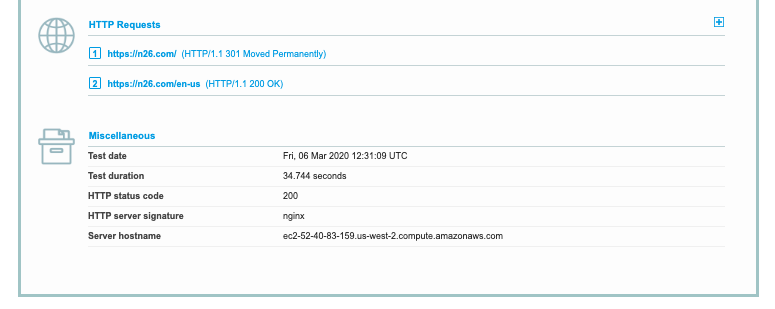 HTTP Requests
1 https://n26.com/ (HTTP/1.1 301 Moved Permanently)
2 https://n26.com/en-us (HTTP/1.1 200 OK)
Miscellaneous
Test date Fri, 06 Mar 2020 12:31:09 UTC
Test duration 34.744 seconds
HTTP status code 200
HTTP server signature nginx
Server hostname ec2-52-40-83-159.us-west-2.compute.amazonaws.com